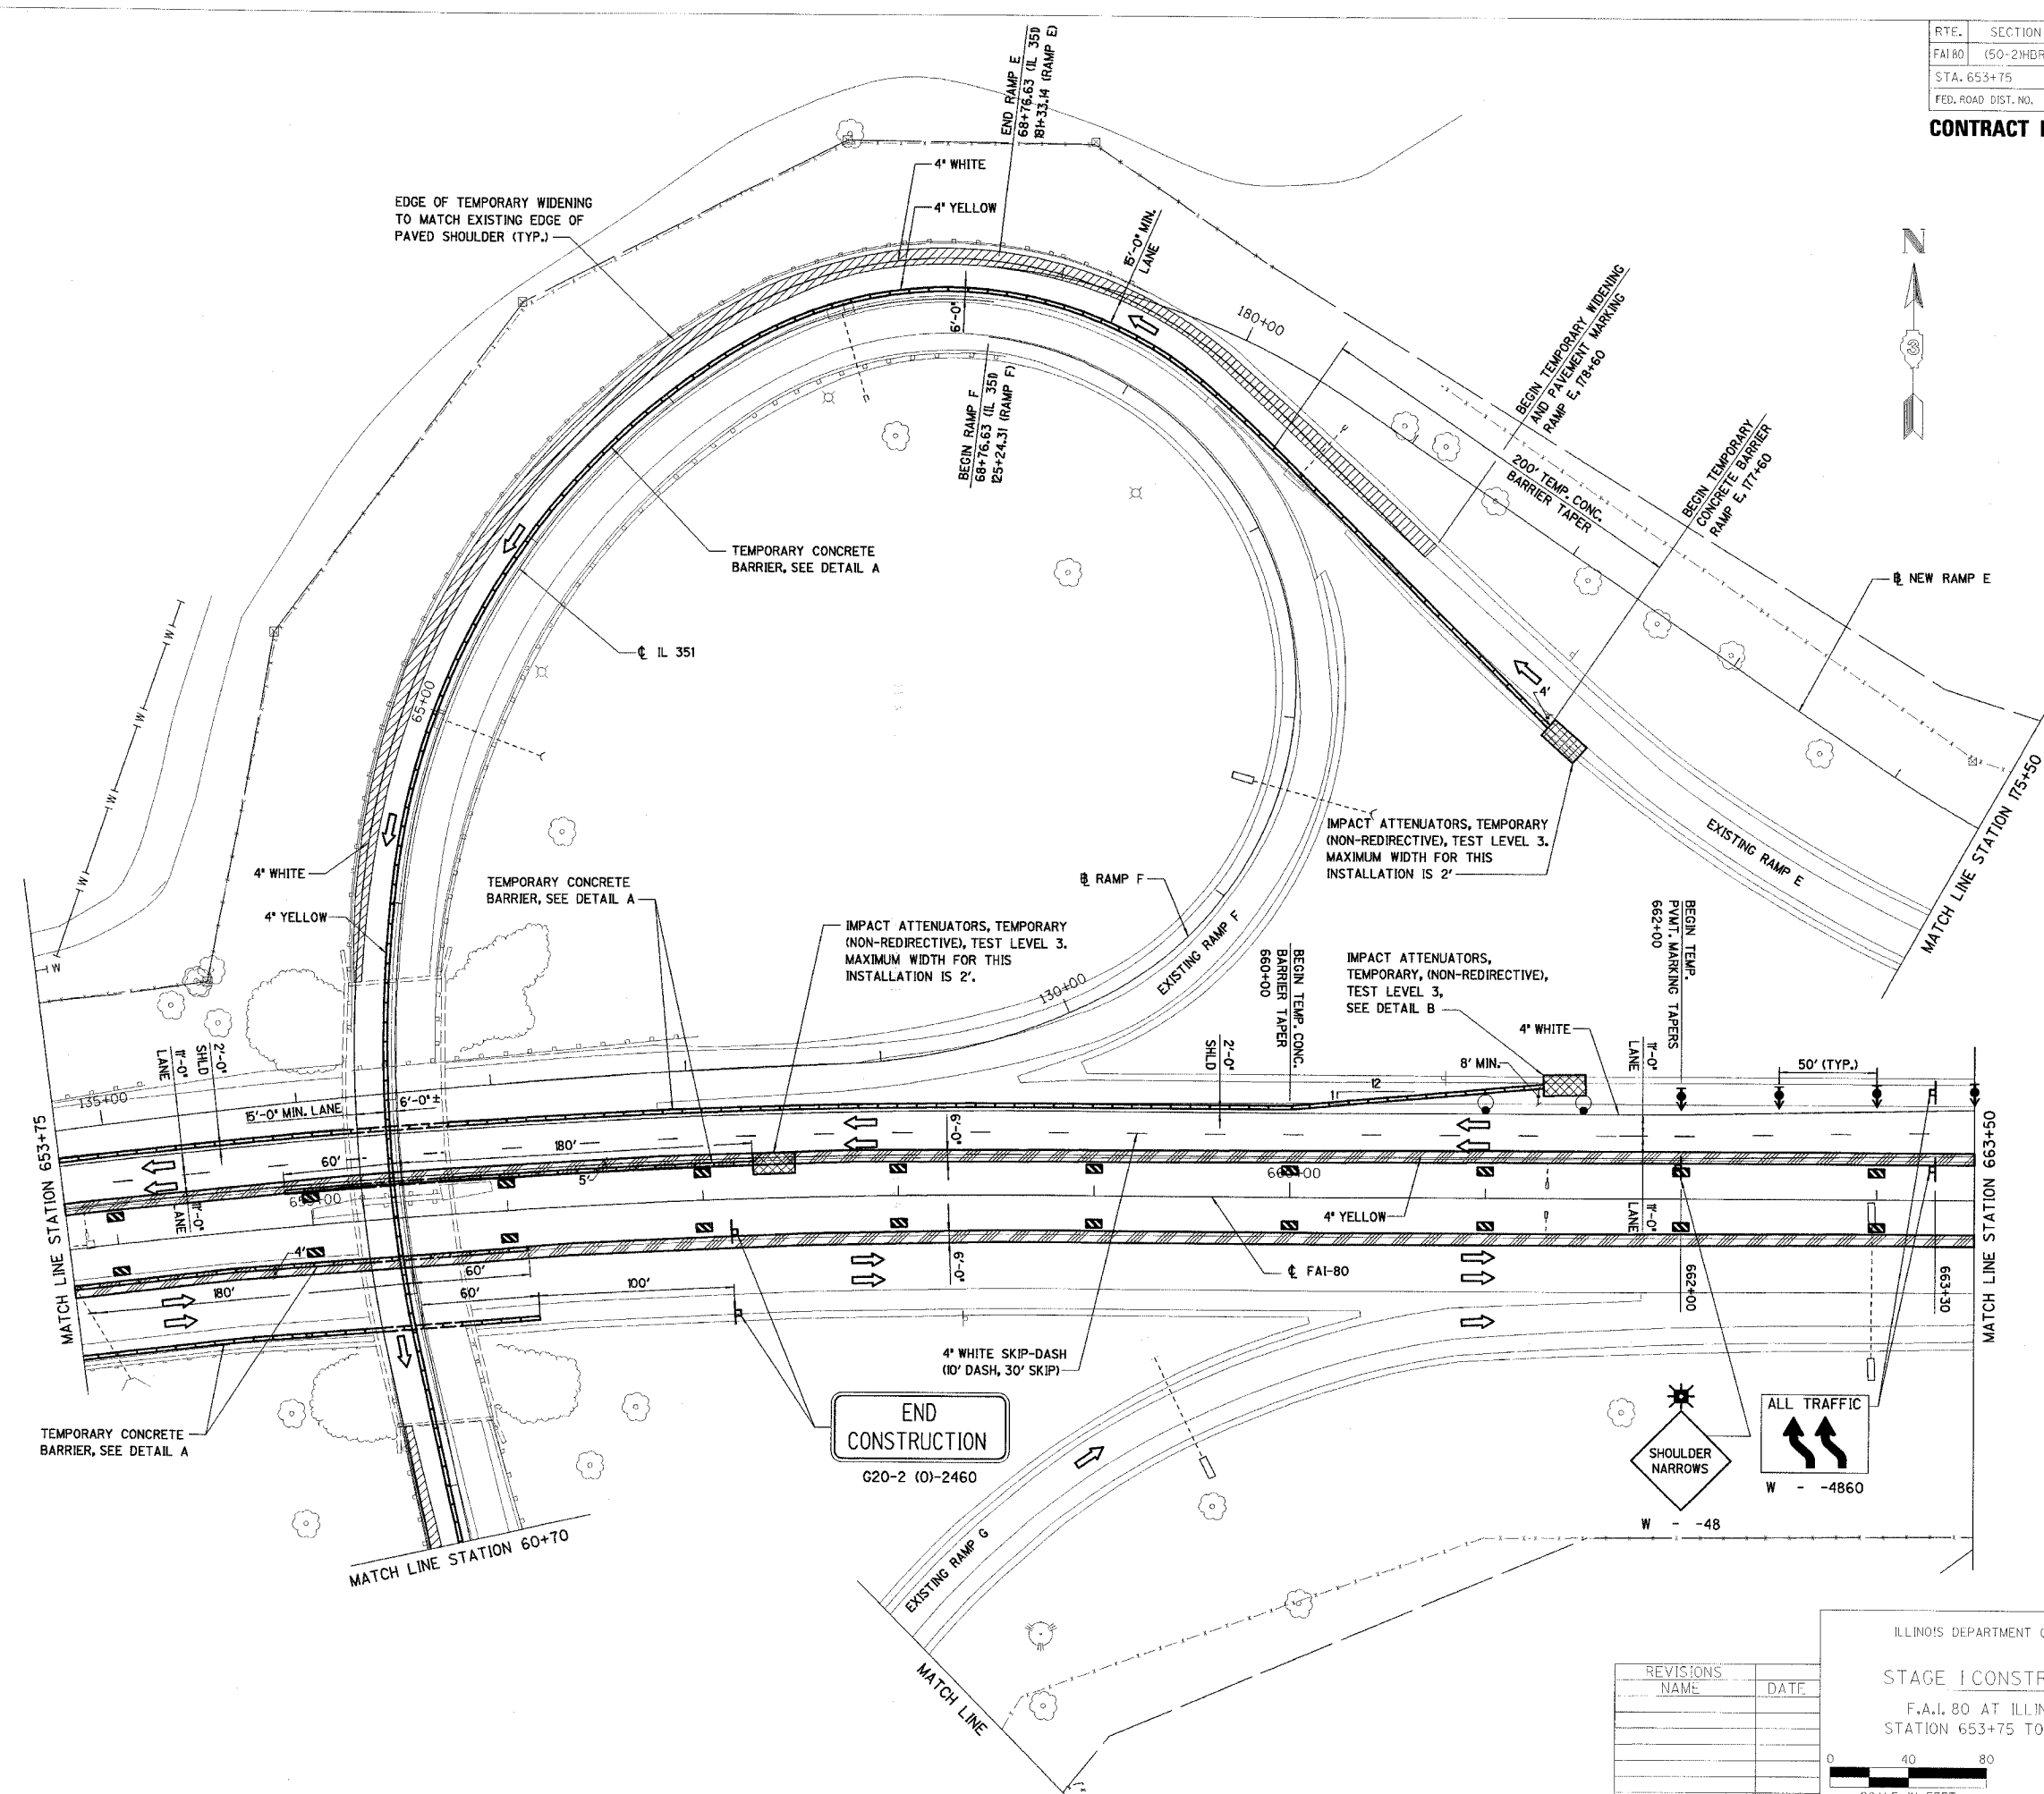 RTE. SECTION
FAI 80 (50-2)HBR
STA. 653+75
FED. ROAD DIST. NO.
CONTRACT
END RAMP E
68+76.63 (IL 351)
181+33.14 (RAMP E)
4" WHITE
4" YELLOW
EDGE OF TEMPORARY WIDENING
TO MATCH EXISTING EDGE OF
PAVED SHOULDER (TYP.)
15'-0" MIN.
LANE
180+00
N
3
BEGIN TEMPORARY WIDENING
AND PAVEMENT MARKING
RAMP E, 178+60
6'-0"
BEGIN RAMP F
68+76.63 (IL 351)
125+24.31 (RAMP F)
200' TEMP. CONC.
BARRIER TAPER
BEGIN TEMPORARY
CONCRETE BARRIER
RAMP E, 177+60
TEMPORARY CONCRETE
BARRIER, SEE DETAIL A
℄ NEW RAMP E
℄ IL 351
65+00
4'
W
W
W
W
W
MATCH LINE STATION 175+50
IMPACT ATTENUATORS, TEMPORARY
(NON-REDIRECTIVE), TEST LEVEL 3.
MAXIMUM WIDTH FOR THIS
INSTALLATION IS 2'
EXISTING RAMP E
4" WHITE
4" YELLOW
TEMPORARY CONCRETE
BARRIER, SEE DETAIL A
℄ RAMP F
IMPACT ATTENUATORS, TEMPORARY
(NON-REDIRECTIVE), TEST LEVEL 3.
MAXIMUM WIDTH FOR THIS
INSTALLATION IS 2'.
EXISTING RAMP F
130+00
BEGIN TEMP. CONC.
BARRIER TAPER
660+00
IMPACT ATTENUATORS,
TEMPORARY, (NON-REDIRECTIVE),
TEST LEVEL 3,
SEE DETAIL B
BEGIN TEMP.
PVMT. MARKING TAPERS
662+00
4" WHITE
2'-0"
SHLD
11'-0"
LANE
2'-0"
SHLD
8' MIN.
12
1
11'-0"
LANE
50' (TYP.)
135+00
15'-0" MIN. LANE
6'-0" ±
6'-0"
180'
60'
5'
655+00
660+00
11'-0"
LANE
4" YELLOW
11'-0"
LANE
4'
60'
180'
60'
100'
6'-0"
℄ FAI-80
662+00
663+30
MATCH LINE STATION 653+75
MATCH LINE STATION 663+50
4" WHITE SKIP-DASH
(10' DASH, 30' SKIP)
TEMPORARY CONCRETE
BARRIER, SEE DETAIL A
END
CONSTRUCTION
G20-2 (O)-2460
SHOULDER
NARROWS
W - -48
ALL TRAFFIC
W - -4860
MATCH LINE STATION 60+70
EXISTING RAMP G
MATCH LINE
REVISIONS
NAME DATE
ILLINOIS DEPARTMENT
STAGE I CONSTR
F.A.I. 80 AT ILLIN
STATION 653+75 TO
0 40 80